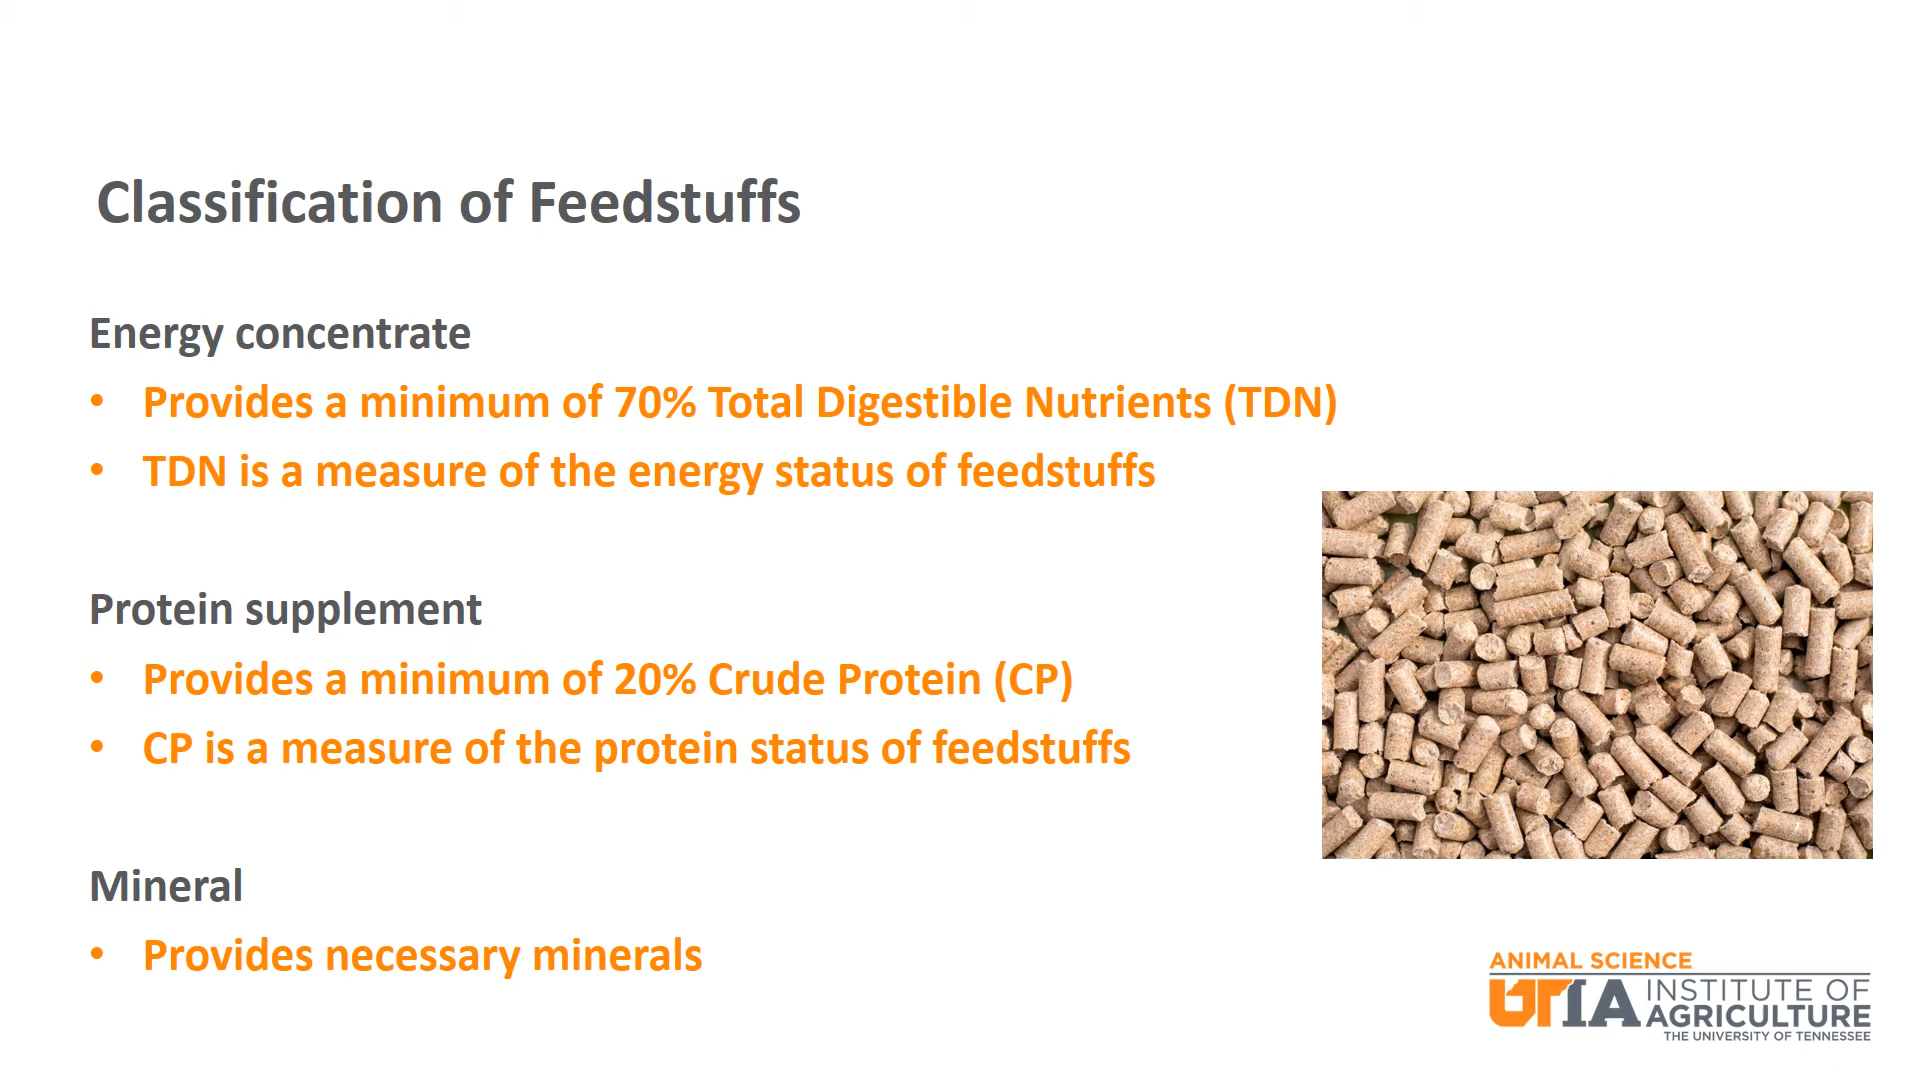 Classification of Feedstuffs
Energy concentrate
• Provides a minimum of 70% Total Digestible Nutrients (TDN)
• TDN is a measure of the energy status of feedstuffs
Protein supplement
• Provides a minimum of 20% Crude Protein (CP)
• CP is a measure of the protein status of feedstuffs
Mineral
• Provides necessary minerals
ANIMAL SCIENCE
UTIA INSTITUTE OF
AGRICULTURE
THE UNIVERSITY OF TENNESSEE